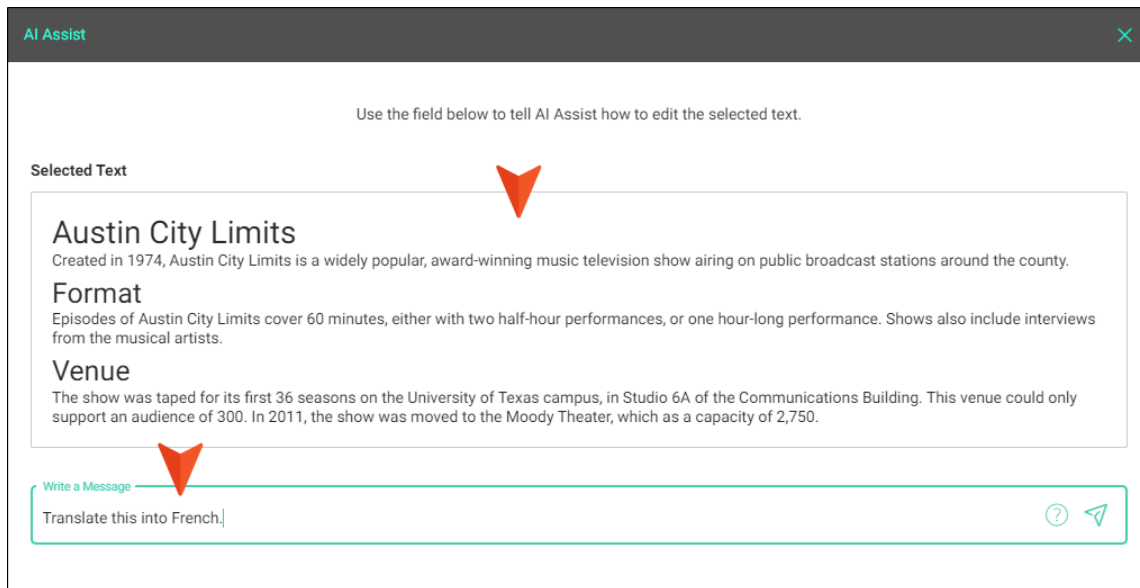 AI Assist
Use the field below to tell AI Assist how to edit the selected text.
Selected Text
Austin City Limits
Created in 1974, Austin City Limits is a widely popular, award-winning music television show airing on public broadcast stations around the county.
Format
Episodes of Austin City Limits cover 60 minutes, either with two half-hour performances, or one hour-long performance. Shows also include interviews
from the musical artists.
Venue
The show was taped for its first 36 seasons on the University of Texas campus, in Studio 6A of the Communications Building. This venue could only
support an audience of 300. In 2011, the show was moved to the Moody Theater, which as a capacity of 2,750.
Write a Message
Translate this into French.